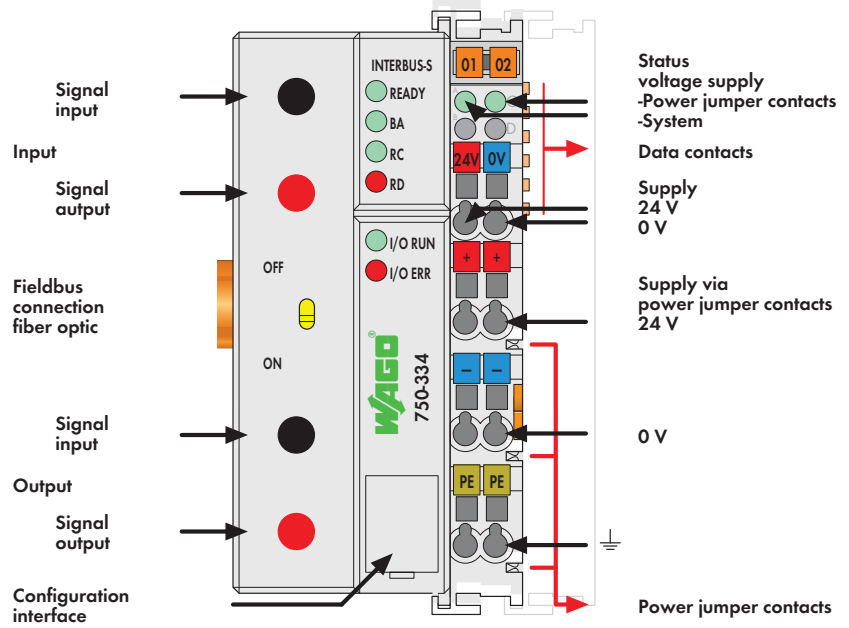 Signal
input
Input
Signal
autput
Fieldbus
connection
fiber optic
Signal
input
Output
Signal
output
Configuration
interface
INTERBUS-S
READY
BA
RC
RD
I/O RUN
I/O ERR
OFF
ON
WAGO
750-334
01 02
A C
B D
24V 0V
+ +
– –
PE PE
Status
voltage supply
-Power jumper contacts
-System
Data contacts
Supply
24 V
0 V
Supply via
power jumper contacts
24 V
0 V
Power jumper contacts